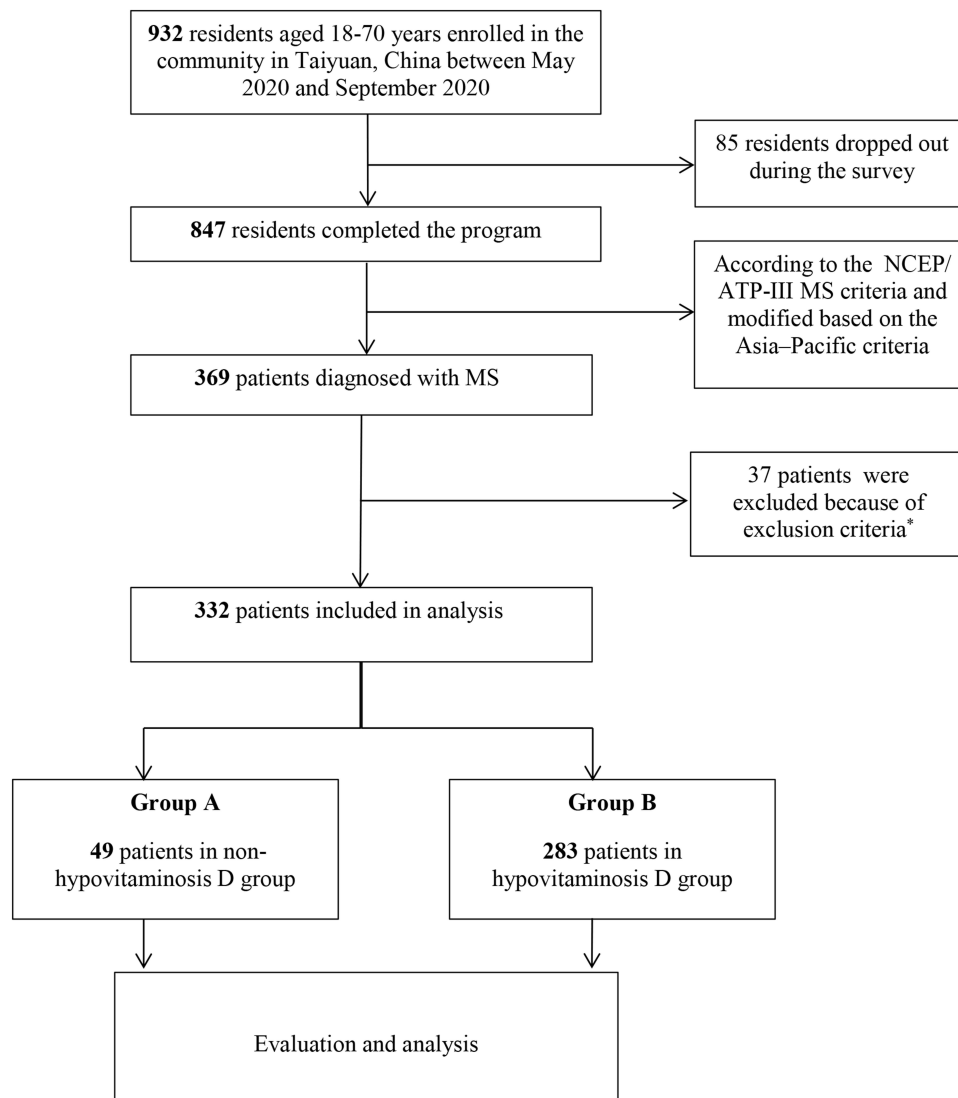 932 residents aged 18-70 years enrolled in the
community in Taiyuan, China between May
2020 and September 2020
85 residents dropped out
during the survey
847 residents completed the program
According to the NCEP/
ATP-III MS criteria and
modified based on the
Asia–Pacific criteria
369 patients diagnosed with MS
37 patients were
excluded because of
exclusion criteria*
332 patients included in analysis
Group A
49 patients in non-
hypovitaminosis D group
Group B
283 patients in
hypovitaminosis D group
Evaluation and analysis